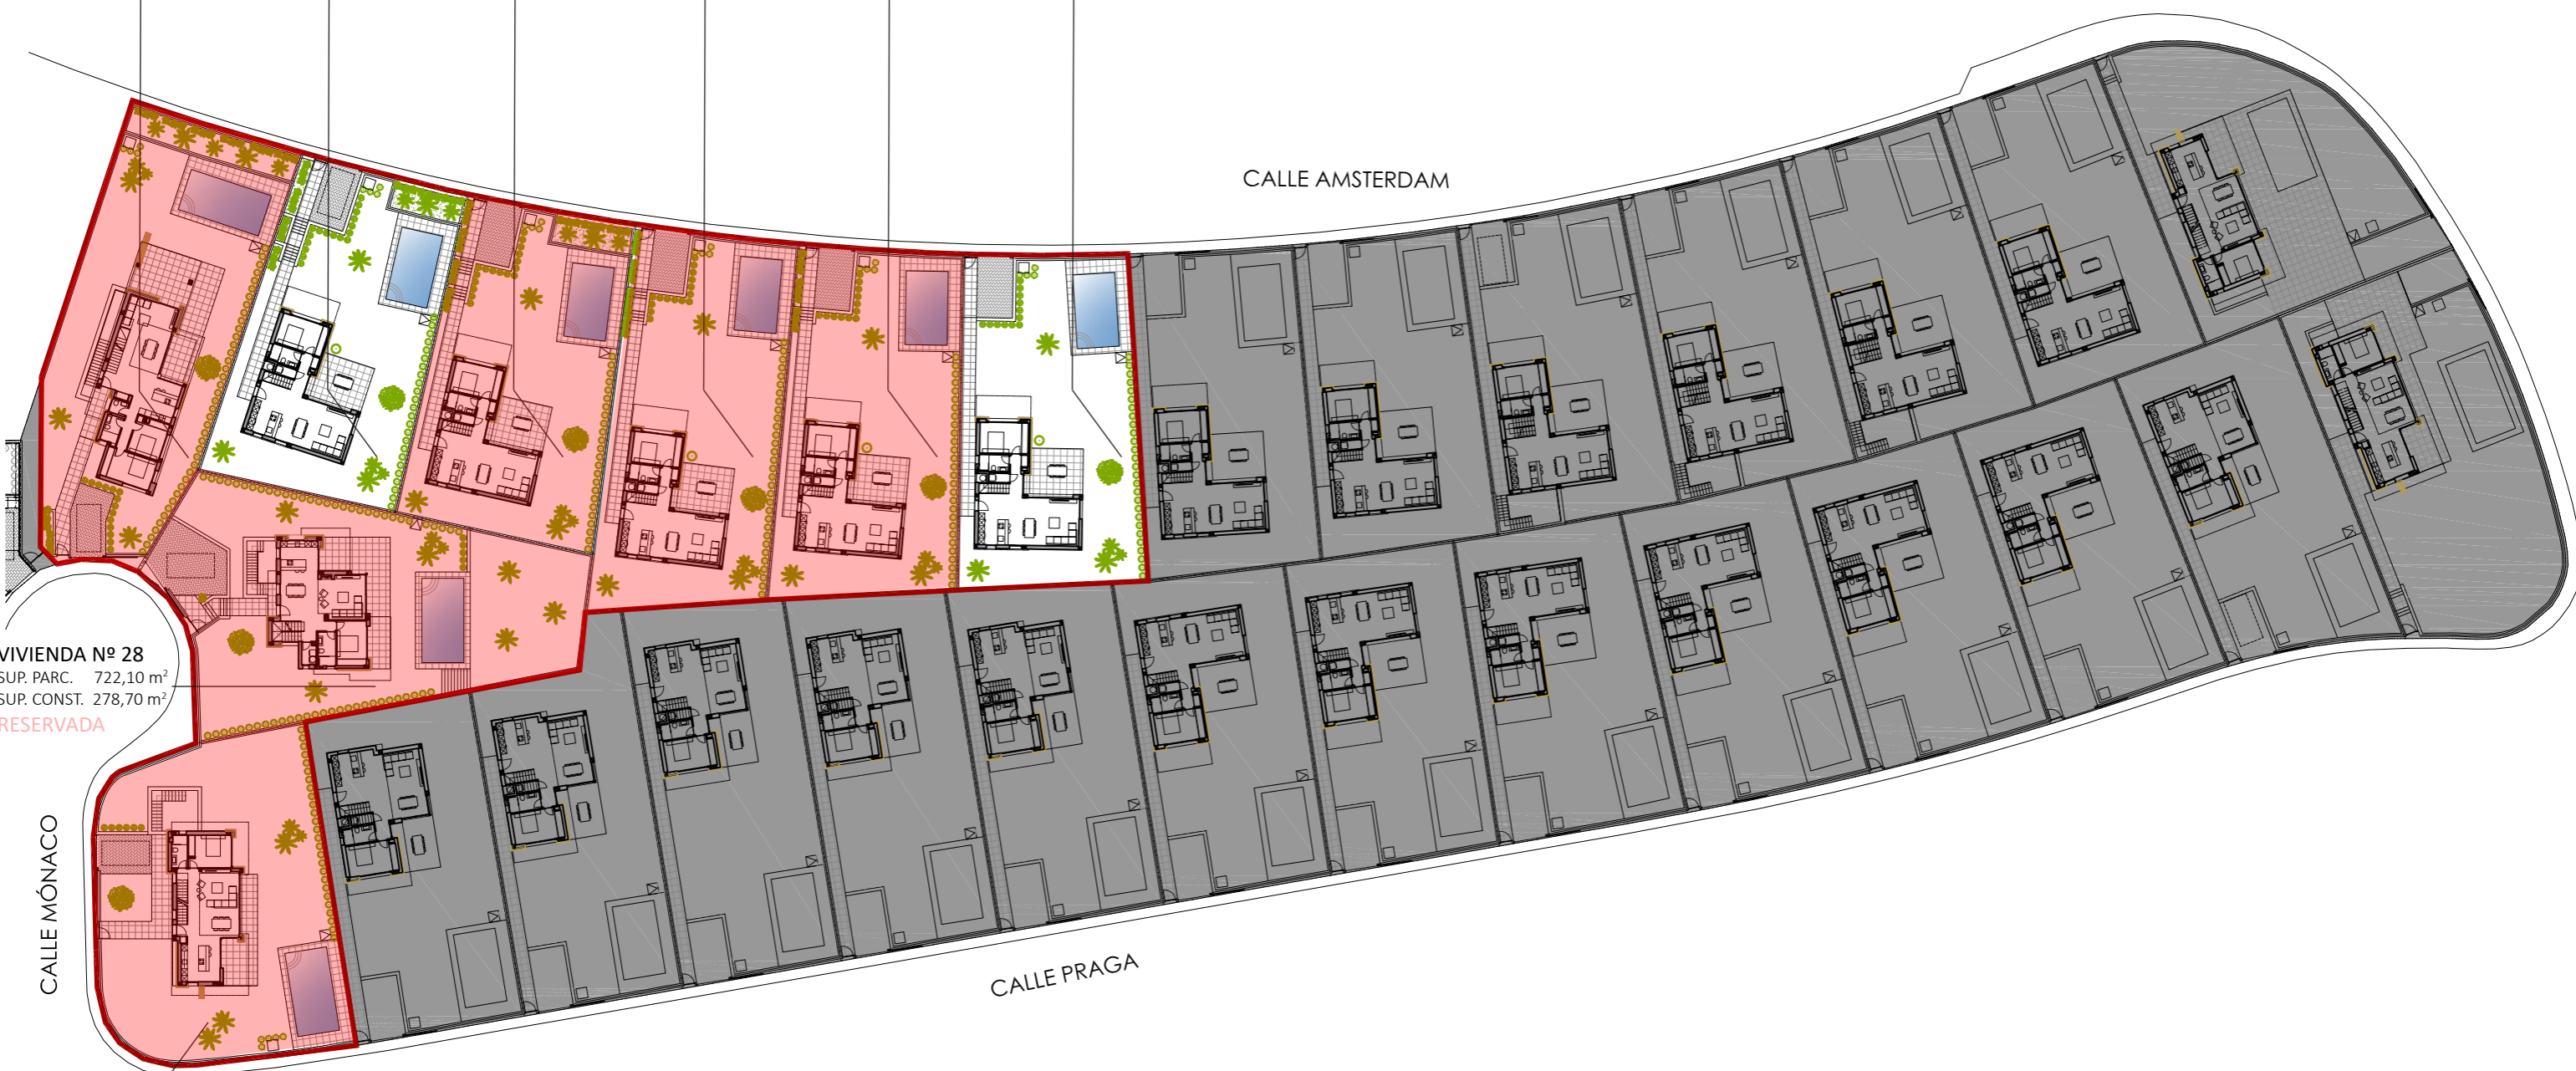 CALLE AMSTERDAM
VIVIENDA Nº 28
SUP. PARC. 722,10 m²
SUP. CONST. 278,70 m²
RESERVADA
CALLE MÓNACO
CALLE PRAGA